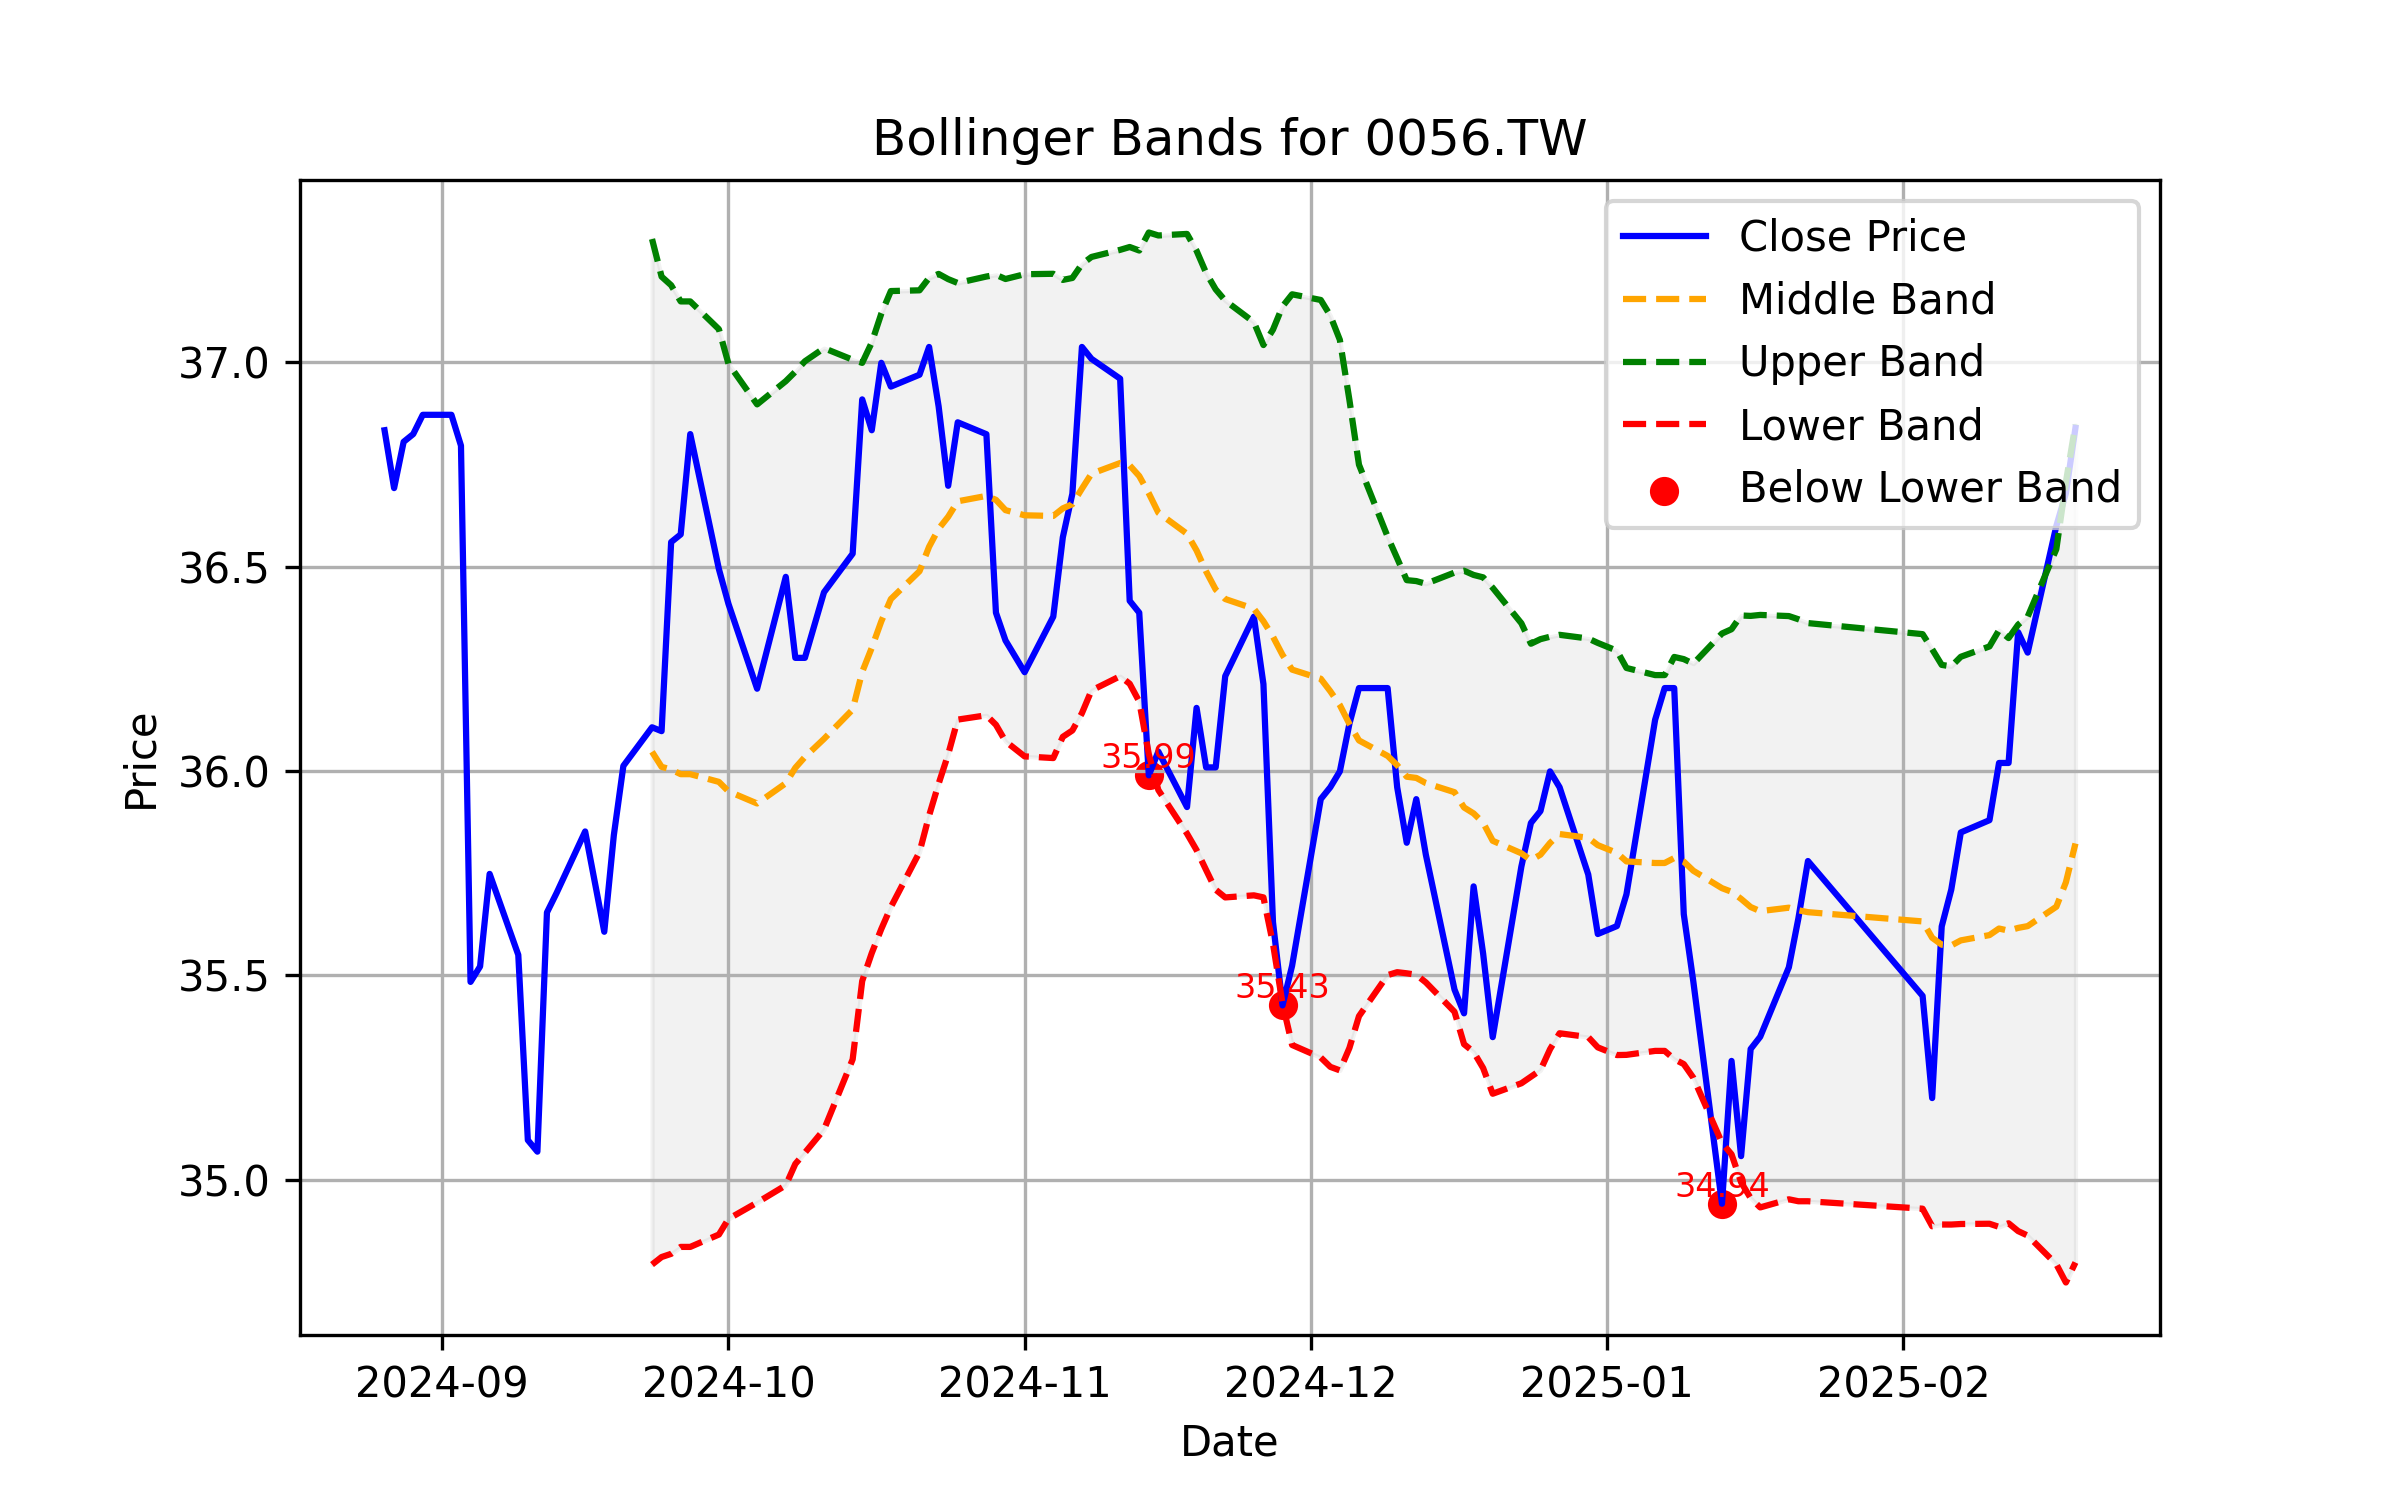 Bollinger Bands for 0056.TW
Close Price
Middle Band
Upper Band
Lower Band
Below Lower Band
37.0
36.5
36.0
35.5
35.0
Price
35.99
35.43
34.94
2024-09
2024-10
2024-11
2024-12
2025-01
2025-02
Date